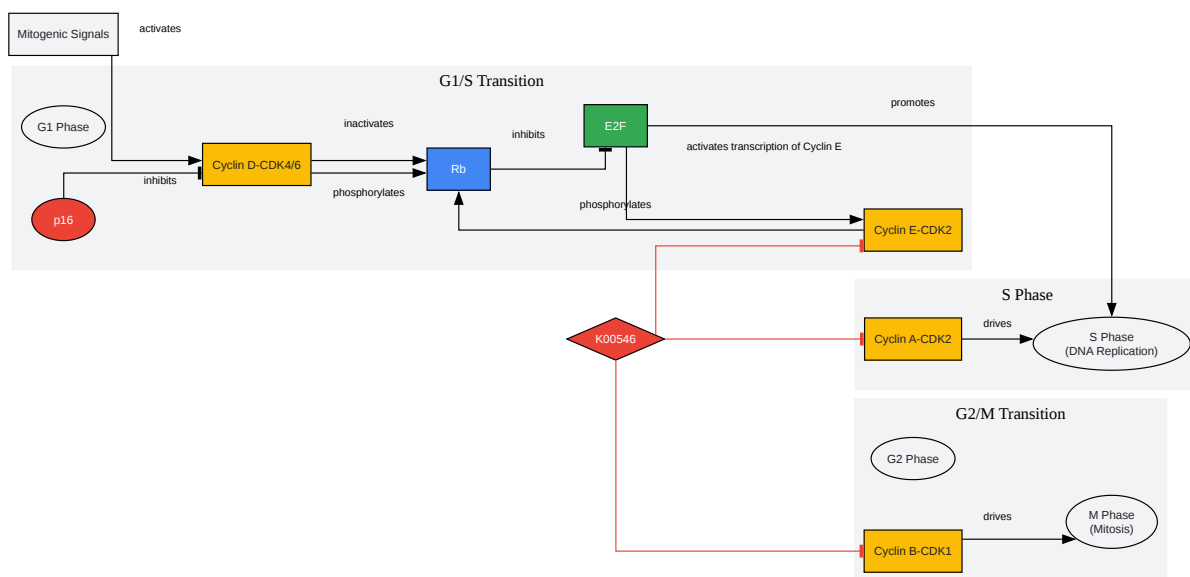 Mitogenic Signals
activates
G1/S Transition
promotes
G1 Phase
inactivates
inhibits
E2F
activates transcription of Cyclin E
Cyclin D-CDK4/6
Rb
inhibits
phosphorylates
phosphorylates
p16
Cyclin E-CDK2
S Phase
K00546
Cyclin A-CDK2
drives
S Phase
(DNA Replication)
G2/M Transition
G2 Phase
drives
M Phase
(Mitosis)
Cyclin B-CDK1